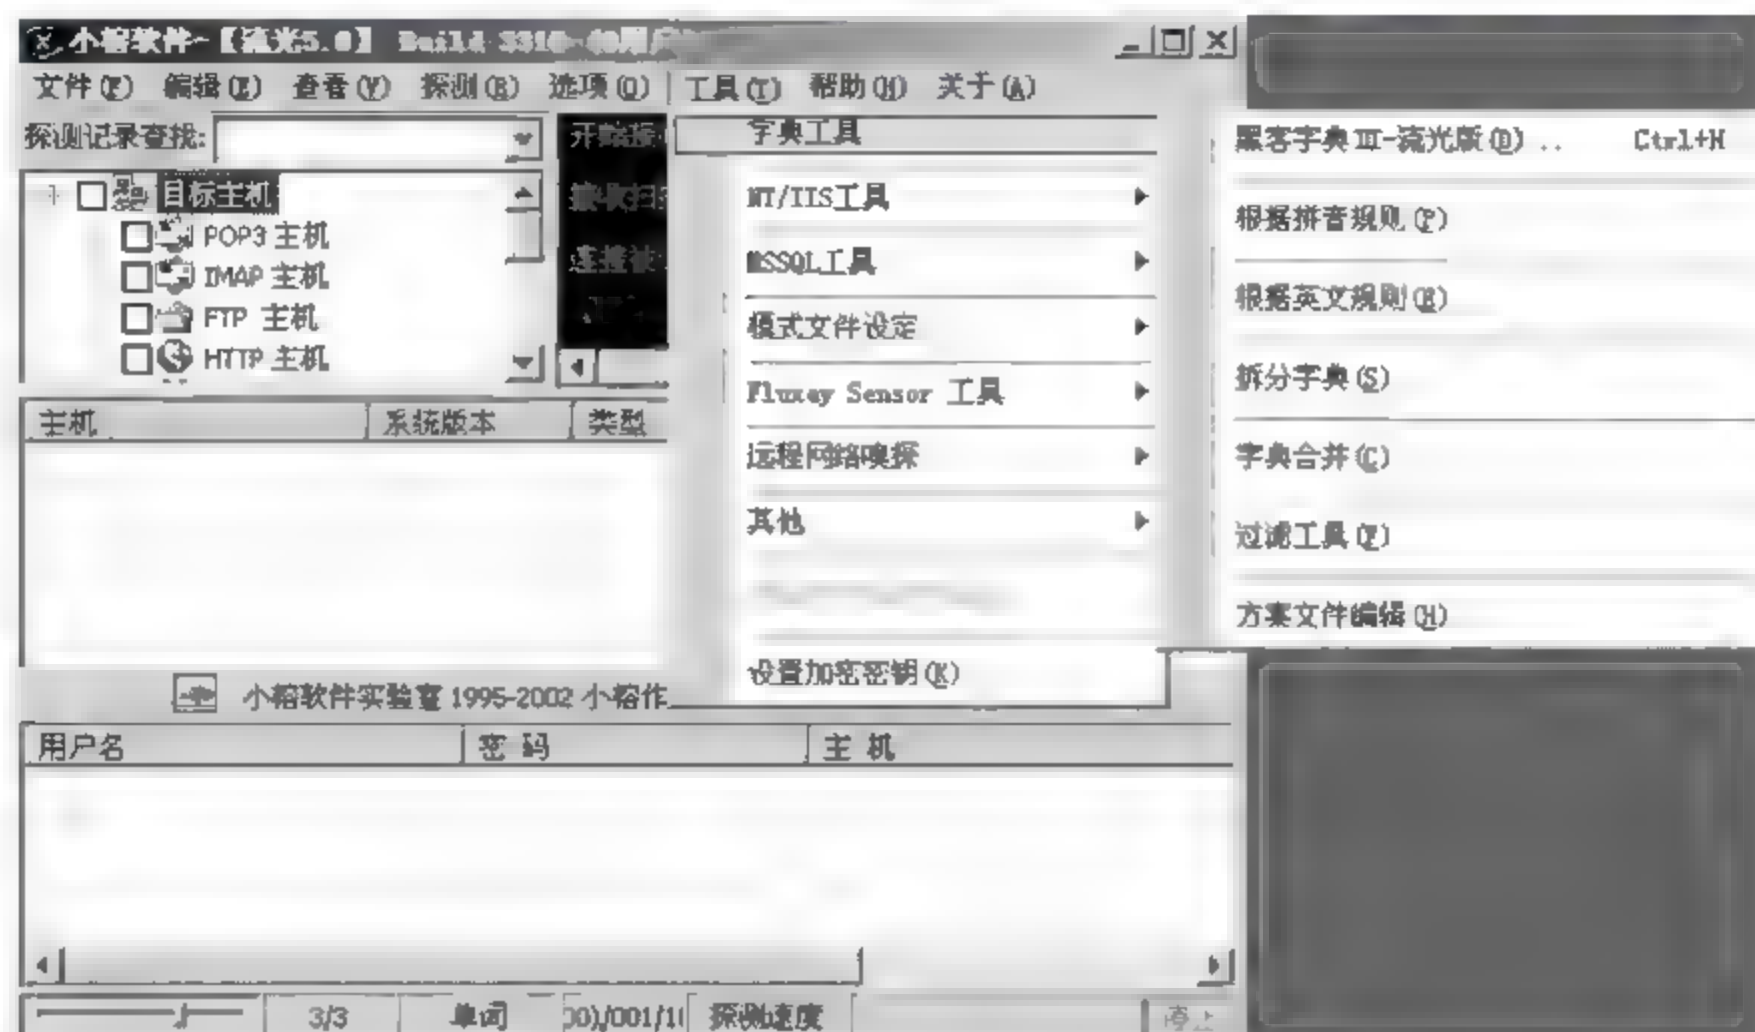 小榕软件-【流光5.0】 Build 3310
文件(F) 编辑(E) 查看(V) 探测(R) 选项(O) 工具(T) 帮助(H) 关于(A)
探测记录查找:
目标主机
POP3 主机
IMAP 主机
FTP 主机
HTTP 主机
字典工具
NT/IIS工具
MSSQL工具
模式文件设定
Fluxay Sensor 工具
远程网络嗅探
其他
设置加密密钥(K)
黑客字典III-流光版(D).. Ctrl+H
根据拼音规则(P)
根据英文规则(R)
拆分字典(S)
字典合并(C)
过滤工具(F)
方案文件编辑(H)
主机 系统版本 类型
小榕软件实验室 1995-2002 小榕作
用户名 密 码 主 机
3/3 单词 探测速度